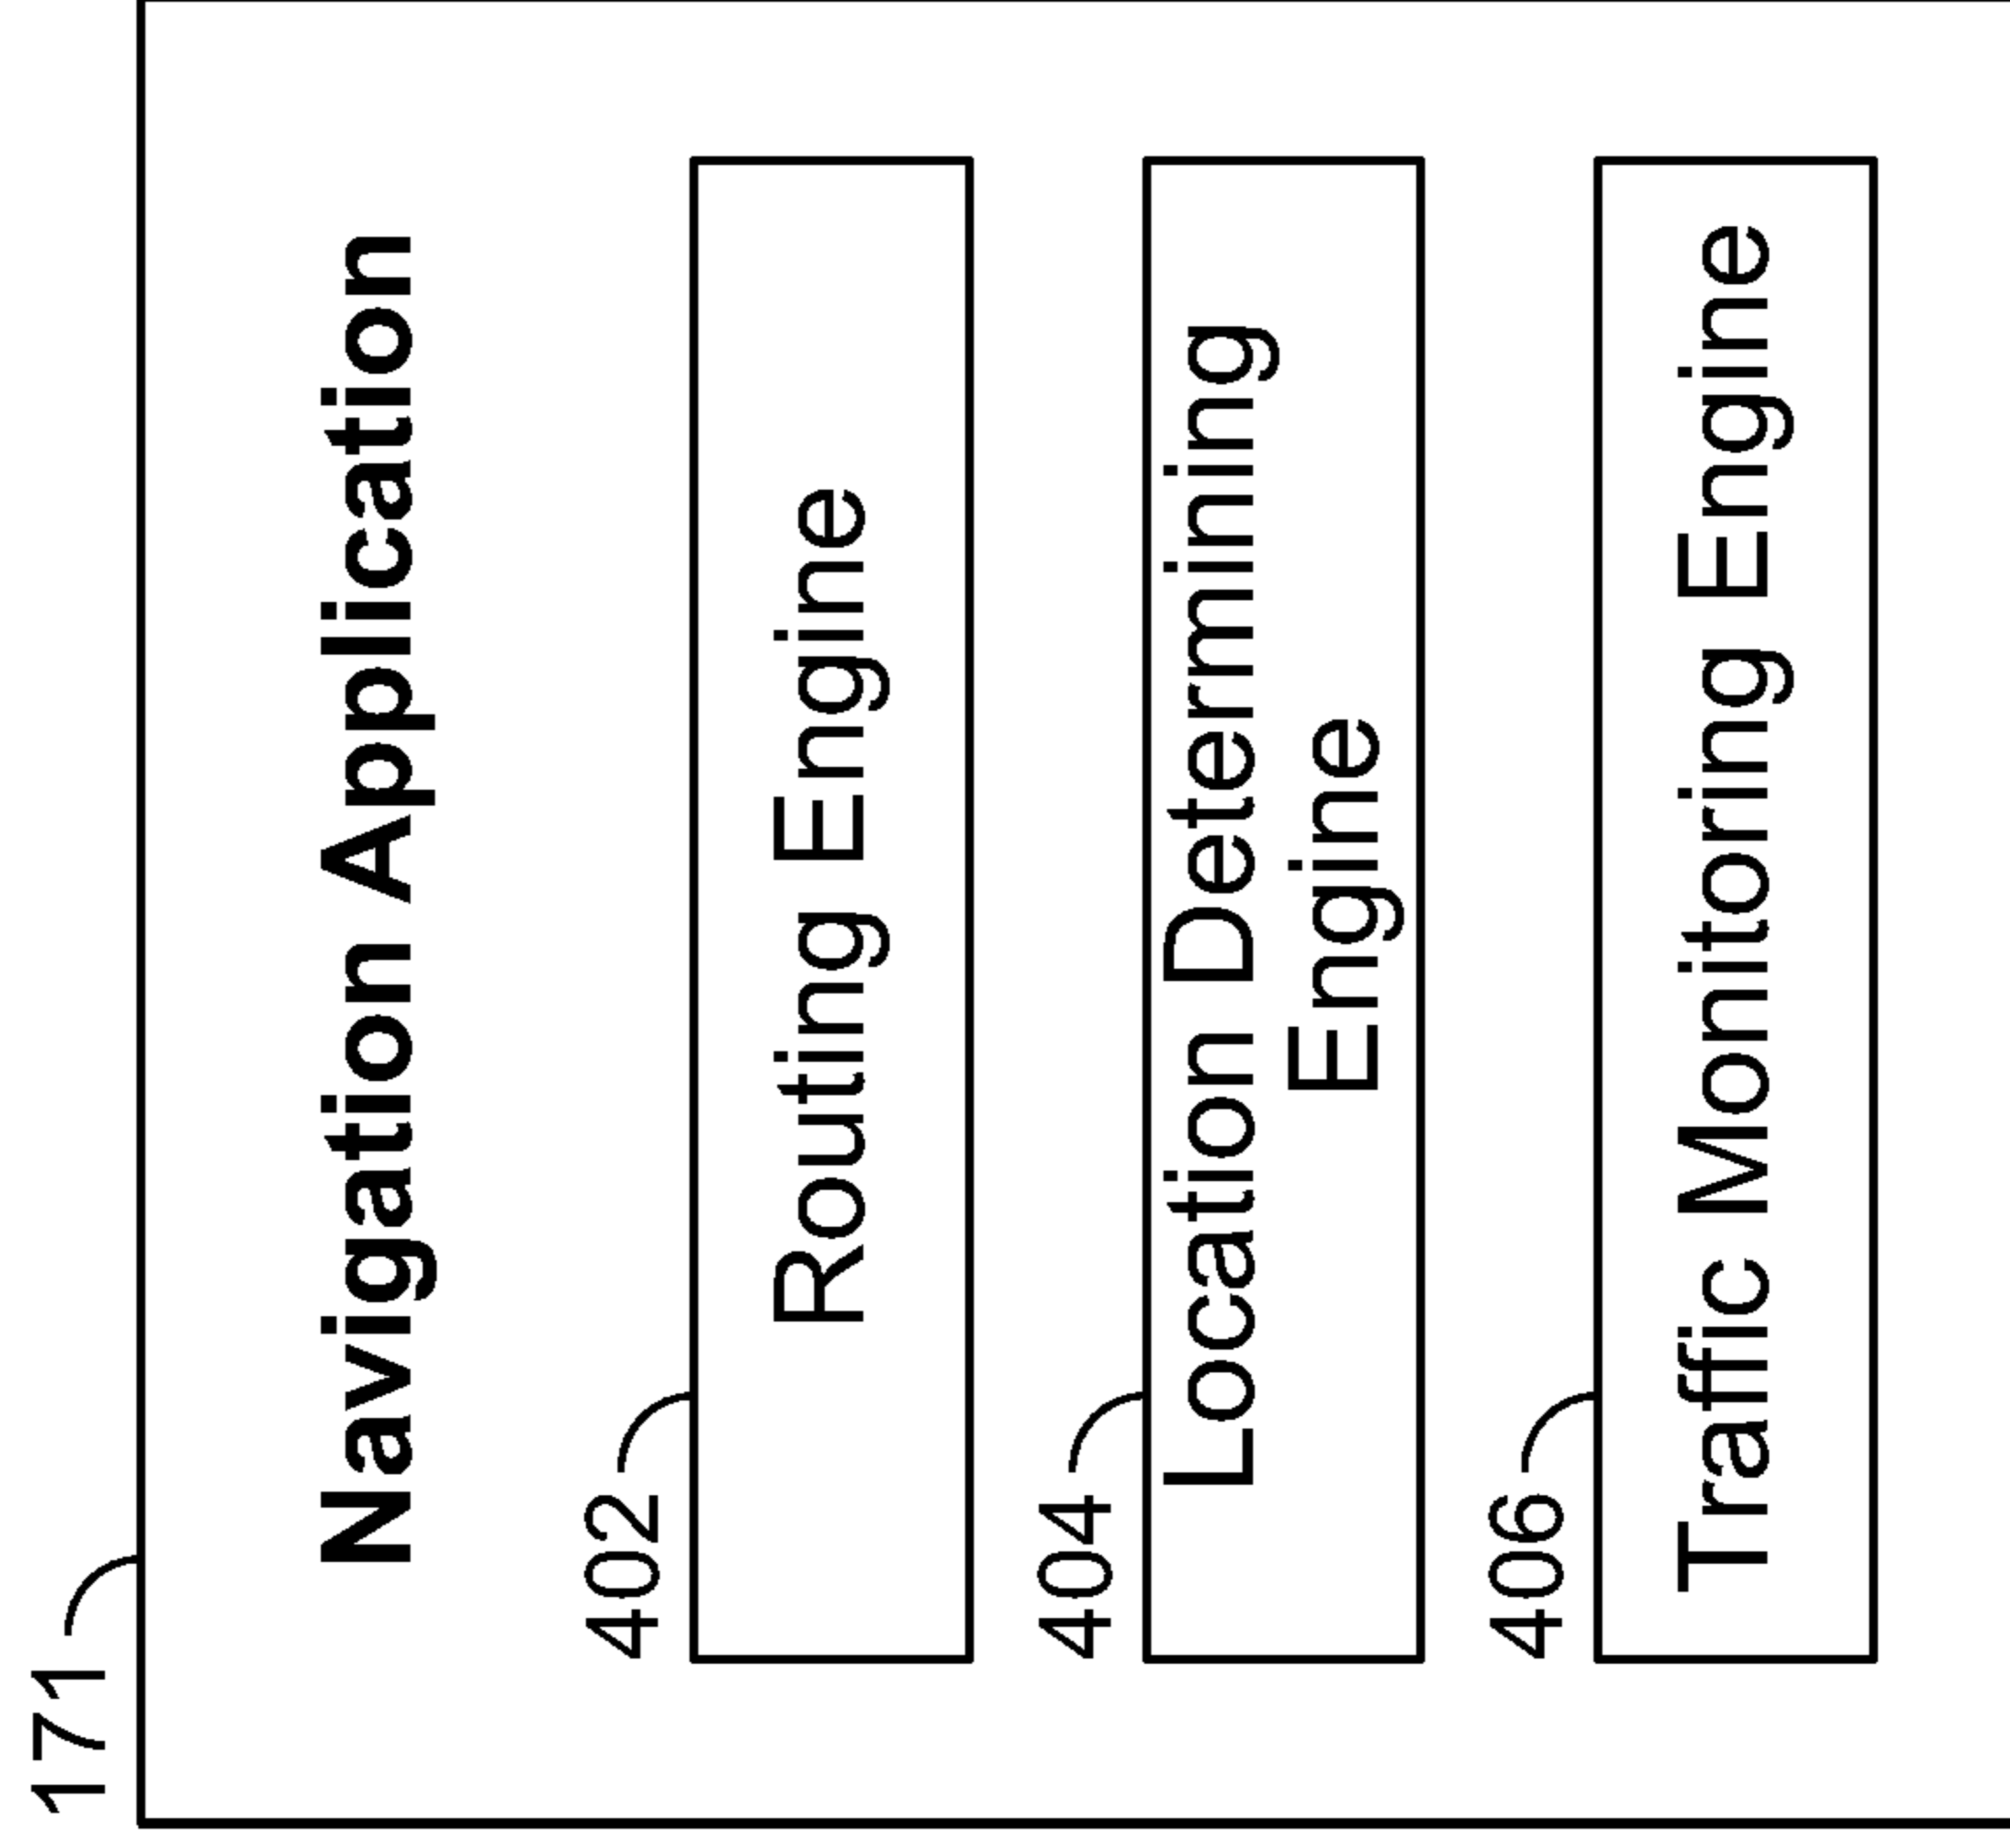 171
Navigation Application
402
Routing Engine
404
Location Determining
Engine
406
Traffic Monitoring Engine